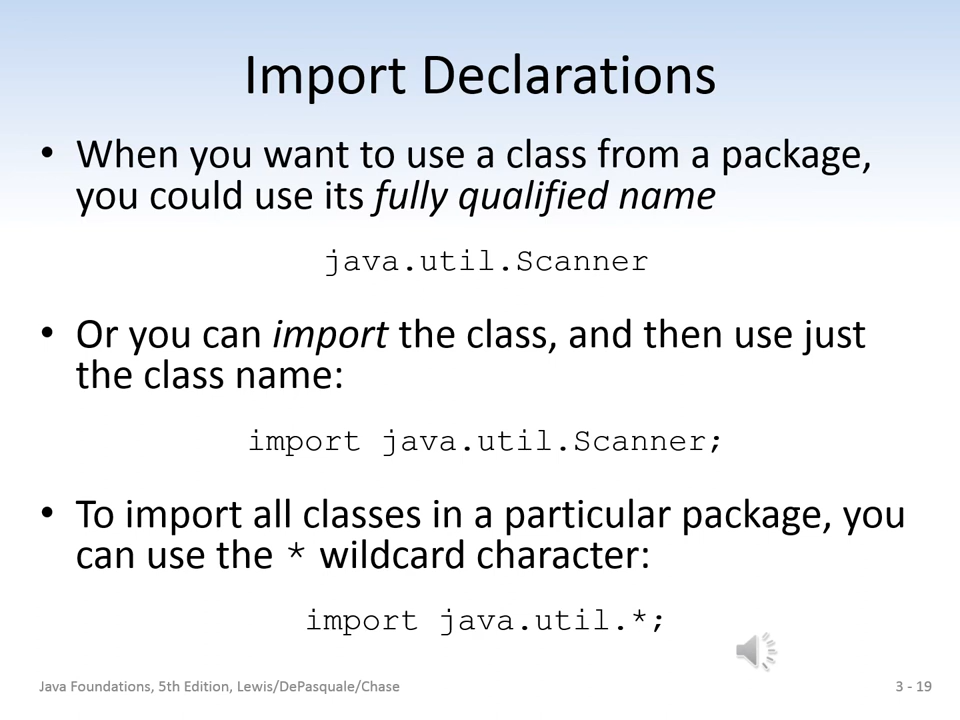 Import Declarations
• When you want to use a class from a package,
you could use its fully qualified name
java.util.Scanner
• Or you can import the class, and then use just
the class name:
import java.util.Scanner;
• To import all classes in a particular package, you
can use the * wildcard character:
import java.util.*;
Java Foundations, 5th Edition, Lewis/DePasquale/Chase
3 - 19